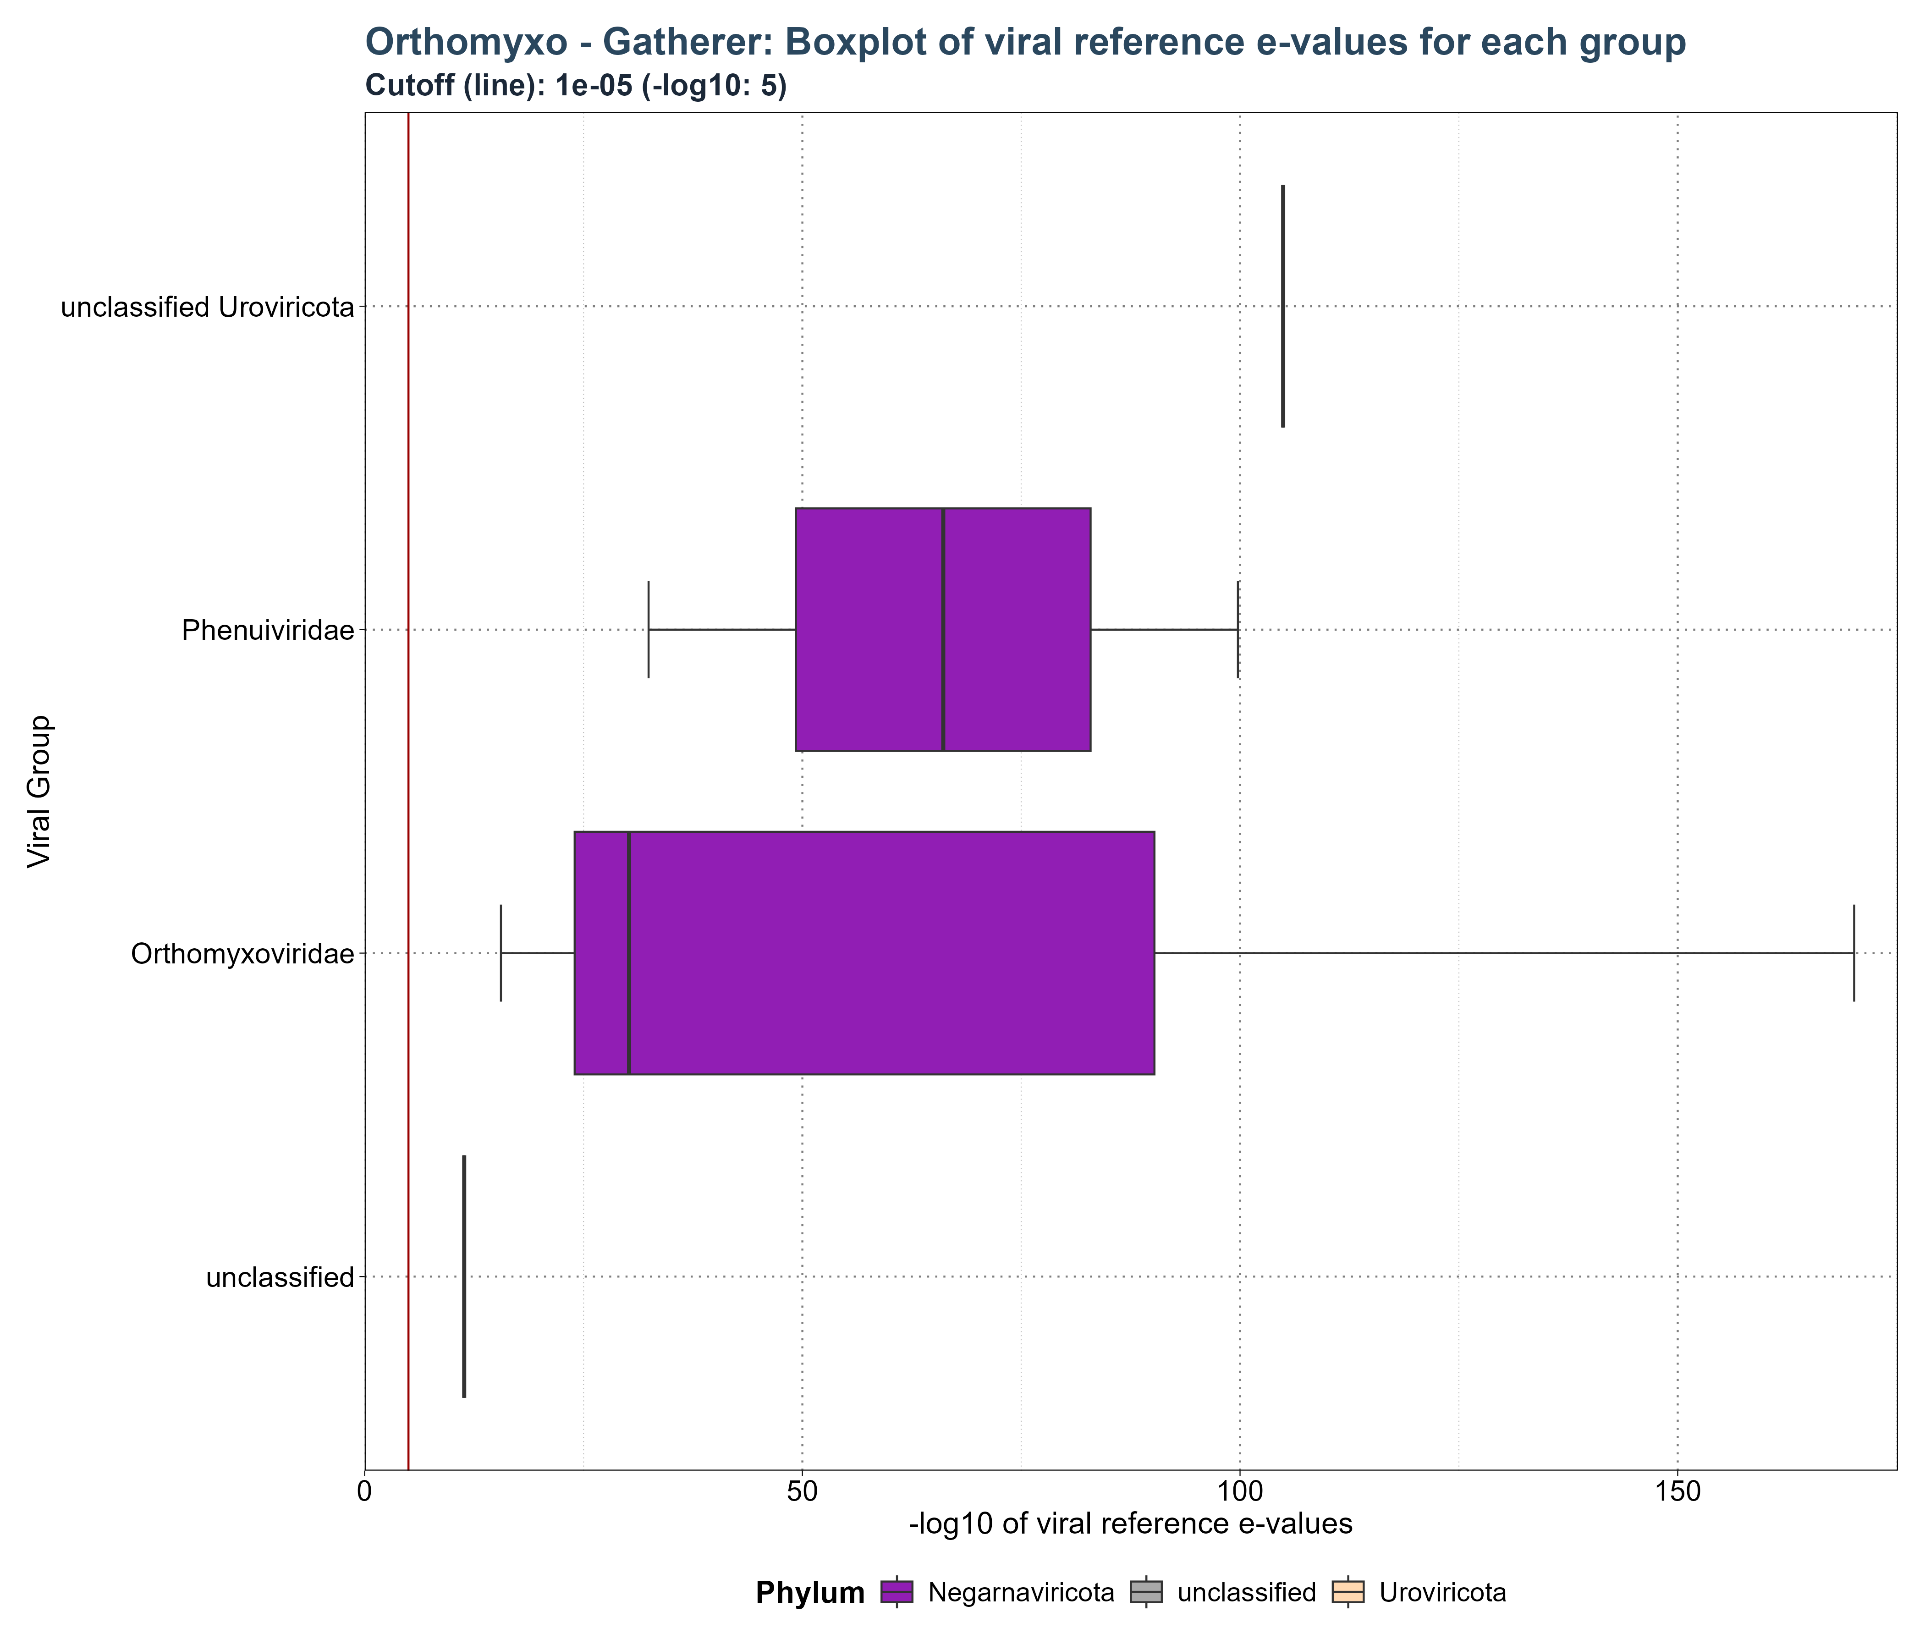 Orthomyxo - Gatherer: Boxplot of viral reference e-values for each group
Cutoff (line): 1e-05 (-log10: 5)
Viral Group
unclassified Uroviricota
Phenuiviridae
Orthomyxoviridae
unclassified
0 50 100 150
-log10 of viral reference e-values
Phylum Negarnaviricota unclassified Uroviricota